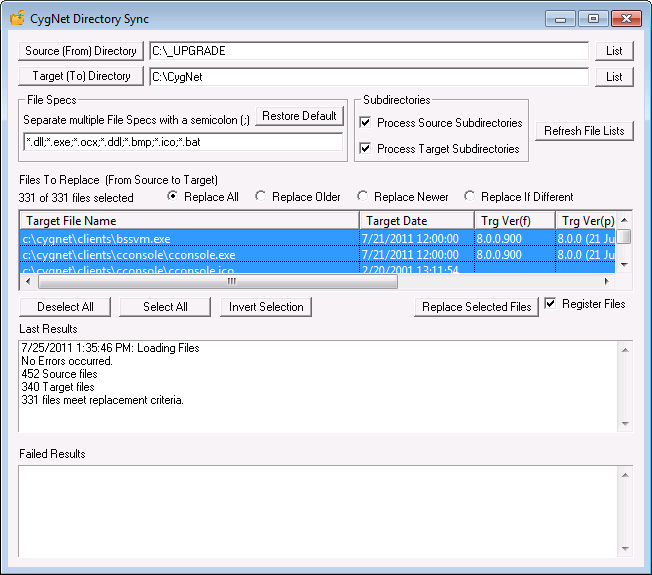 CygNet Directory Sync
Source (From) Directory C:\_UPGRADE List
Target (To) Directory C:\CygNet List
File Specs
Separate multiple File Specs with a semicolon (;) Restore Default
*.dll;*.exe;*.ocx;*.ddl;*.bmp;*.ico;*.bat
Subdirectories
Process Source Subdirectories
Process Target Subdirectories
Refresh File Lists
Files To Replace (From Source to Target)
331 of 331 files selected Replace All Replace Older Replace Newer Replace If Different
Target File Name Target Date Trg Ver(f) Trg Ver(p)
c:\cygnet\clients\bssvm.exe 7/21/2011 12:00:00 8.0.0.900 8.0.0 (21 Ju
c:\cygnet\clients\cconsole\cconsole.exe 7/21/2011 12:00:00 8.0.0.900 8.0.0 (21 Ju
c:\cygnet\clients\cconsole\cconsole.ico 2/20/2001 13:11:54
Deselect All Select All Invert Selection Replace Selected Files Register Files
Last Results
7/25/2011 1:35:46 PM: Loading Files
No Errors occurred.
452 Source files
340 Target files
331 files meet replacement criteria.
Failed Results